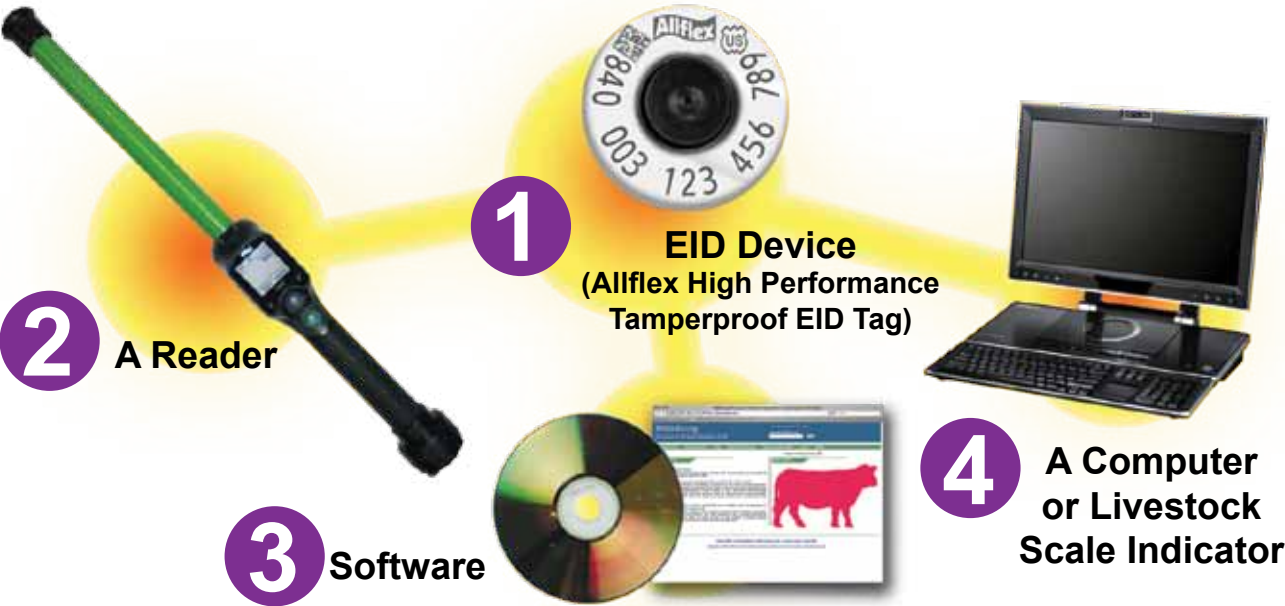 Allflex
US
840 003 123 456 789
1
EID Device
(Allflex High Performance
Tamperproof EID Tag)
2
A Reader
3
Software
4
A Computer
or Livestock
Scale Indicator